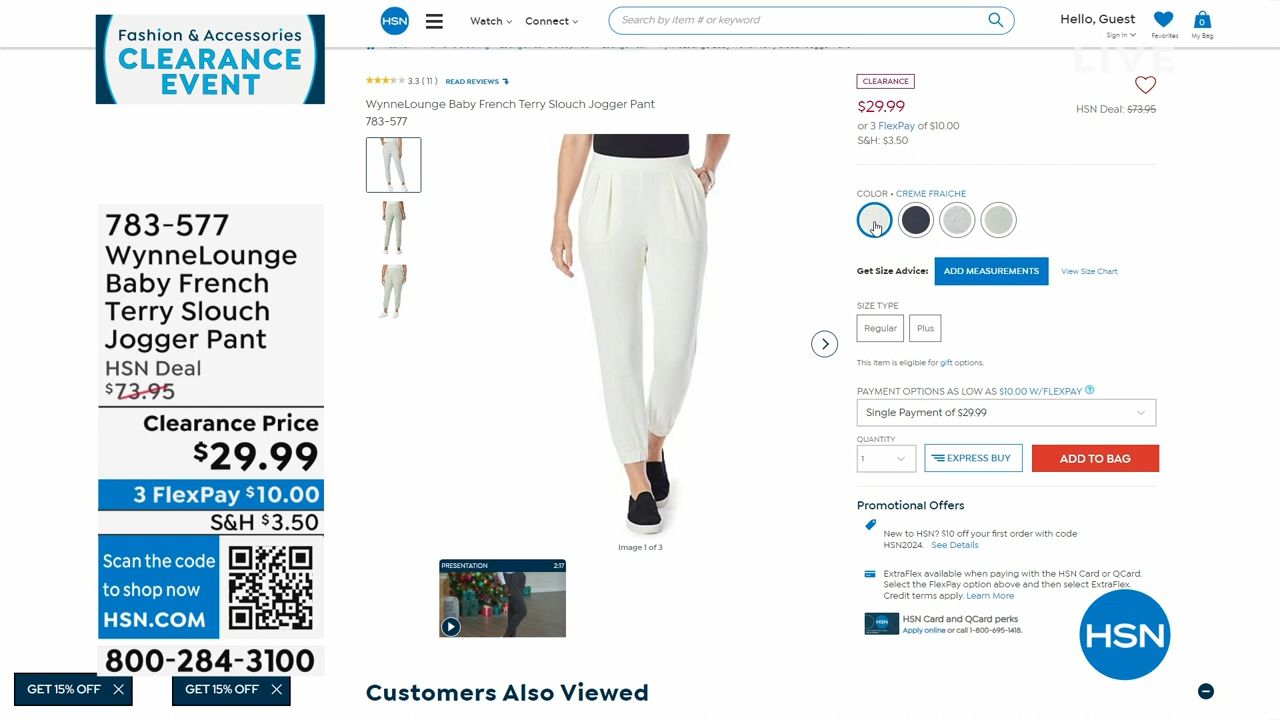 Fashion & Accessories
CLEARANCE
EVENT
783-577
WynneLounge
Baby French
Terry Slouch
Jogger Pant
HSN Deal
$73.95
Clearance Price
$29.99
3 FlexPay $10.00
S&H $3.50
Scan the code
to shop now
HSN.COM
800-284-3100
GET 15% OFF
GET 15% OFF
HSN
Watch
Connect
Search by item # or keyword
Hello, Guest
Sign In
Favorites
0
My Bag
LIVE
3.3 ( 11 )
READ REVIEWS
WynneLounge Baby French Terry Slouch Jogger Pant
783-577
Image 1 of 3
PRESENTATION
2:17
CLEARANCE
$29.99
HSN Deal: $73.95
or 3 FlexPay of $10.00
S&H: $3.50
COLOR • CREME FRAICHE
Get Size Advice:
ADD MEASUREMENTS
View Size Chart
SIZE TYPE
Regular
Plus
This item is eligible for gift options.
PAYMENT OPTIONS AS LOW AS $10.00 W/FLEXPAY
Single Payment of $29.99
QUANTITY
1
EXPRESS BUY
ADD TO BAG
Promotional Offers
New to HSN? $10 off your first order with code
HSN2024. See Details
ExtraFlex available when paying with the HSN Card or QCard.
Select the FlexPay option above and then select ExtraFlex.
Credit terms apply. Learn More
HSN
HSN Card and QCard perks
Apply online or call 1-800-695-1418.
HSN
Customers Also Viewed